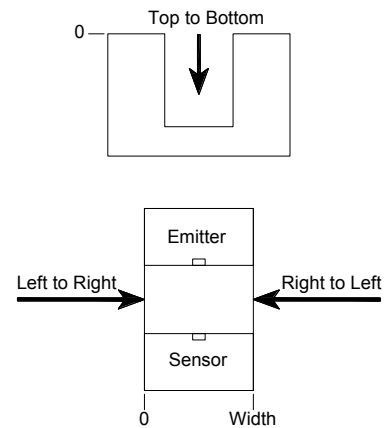 Top to Bottom
0
Emitter
Left to Right
Right to Left
Sensor
0
Width